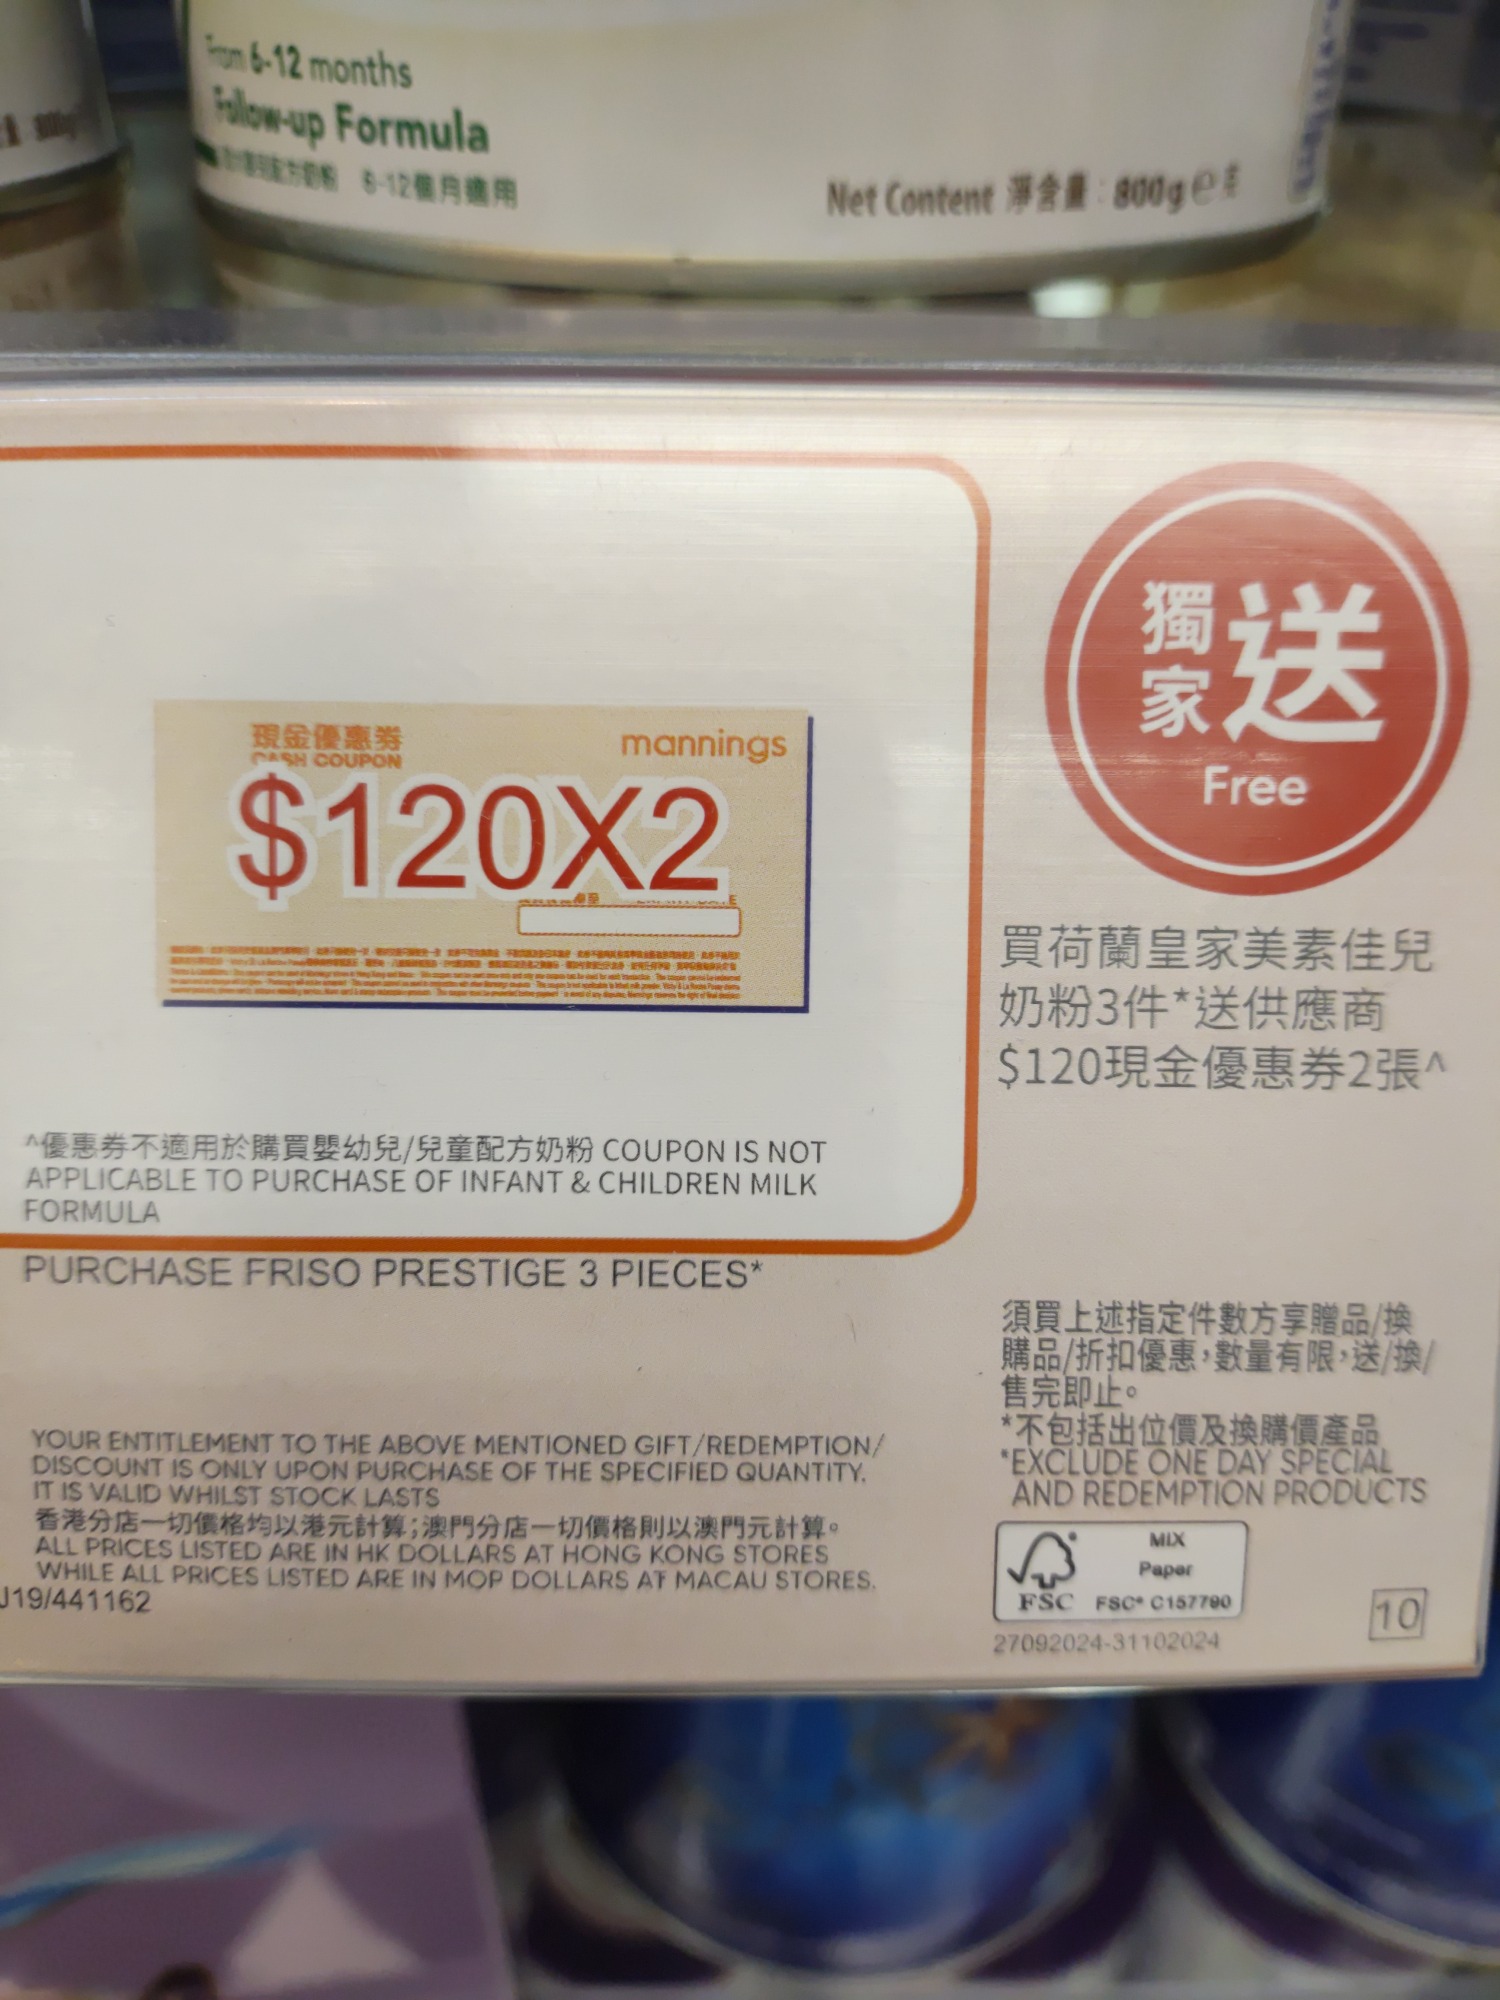 From 6-12 months
Follow-up Formula
6-12個月適用
Net Content 淨含量：800g e 克
現金優惠券
CASH COUPON
mannings
$120X2
獨家送
Free
買荷蘭皇家美素佳兒
奶粉3件*送供應商
$120現金優惠券2張^
^優惠券不適用於購買嬰幼兒/兒童配方奶粉 COUPON IS NOT
APPLICABLE TO PURCHASE OF INFANT & CHILDREN MILK
FORMULA
PURCHASE FRISO PRESTIGE 3 PIECES*
須買上述指定件數方享贈品/換
購品/折扣優惠，數量有限，送/換/
售完即止。
*不包括出位價及換購價產品
*EXCLUDE ONE DAY SPECIAL
AND REDEMPTION PRODUCTS
YOUR ENTITLEMENT TO THE ABOVE MENTIONED GIFT/REDEMPTION/
DISCOUNT IS ONLY UPON PURCHASE OF THE SPECIFIED QUANTITY.
IT IS VALID WHILST STOCK LASTS
香港分店一切價格均以港元計算；澳門分店一切價格則以澳門元計算。
ALL PRICES LISTED ARE IN HK DOLLARS AT HONG KONG STORES
WHILE ALL PRICES LISTED ARE IN MOP DOLLARS AT MACAU STORES.
J19/441162
FSC
MIX
Paper
FSC® C157790
27092024-31102024
10